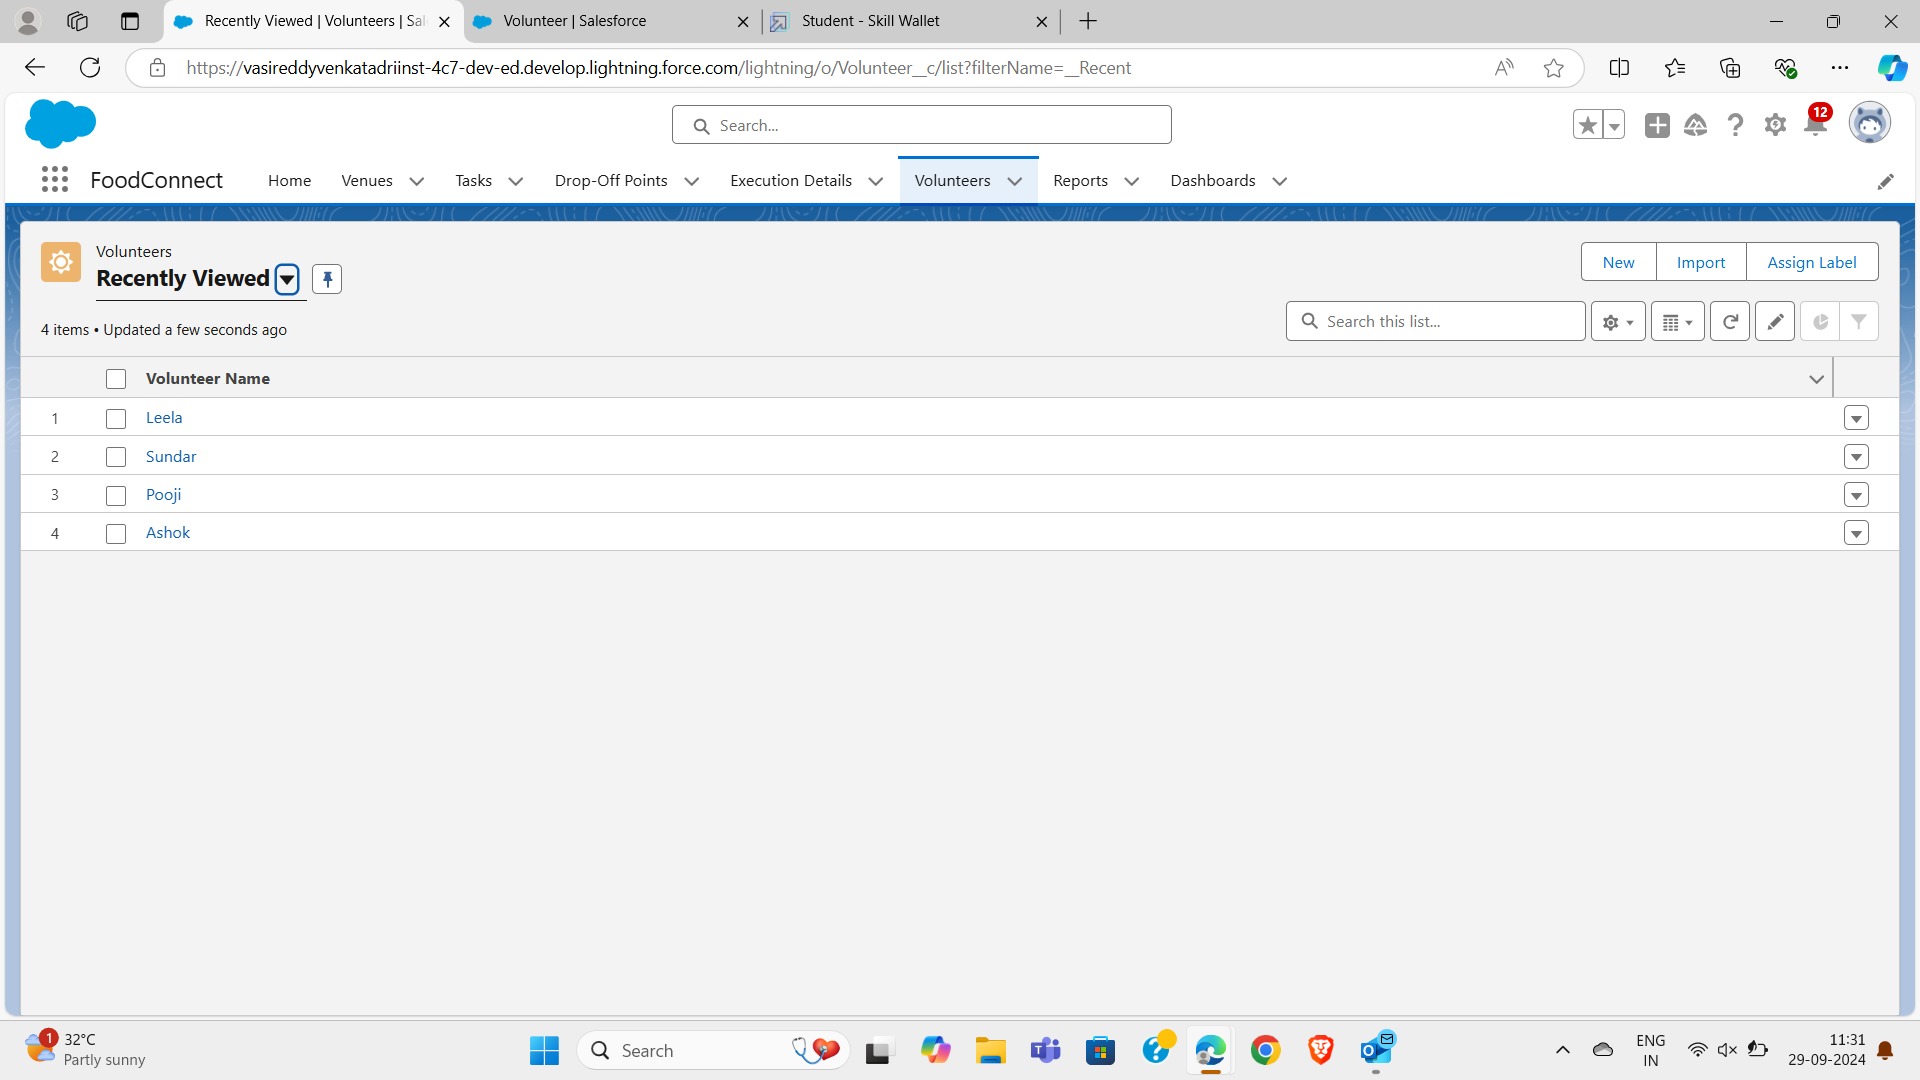 Recently Viewed | Volunteers | Sal
Volunteer | Salesforce
Student - Skill Wallet
https://vasireddyvenkatadriinst-4c7-dev-ed.develop.lightning.force.com/lightning/o/Volunteer__c/list?filterName=__Recent
Search...
12
FoodConnect
Home
Venues
Tasks
Drop-Off Points
Execution Details
Volunteers
Reports
Dashboards
Volunteers
Recently Viewed
New
Import
Assign Label
4 items • Updated a few seconds ago
Search this list...
Volunteer Name
1 Leela
2 Sundar
3 Pooji
4 Ashok
1
32°C
Partly sunny
Search
ENG
IN
11:31
29-09-2024